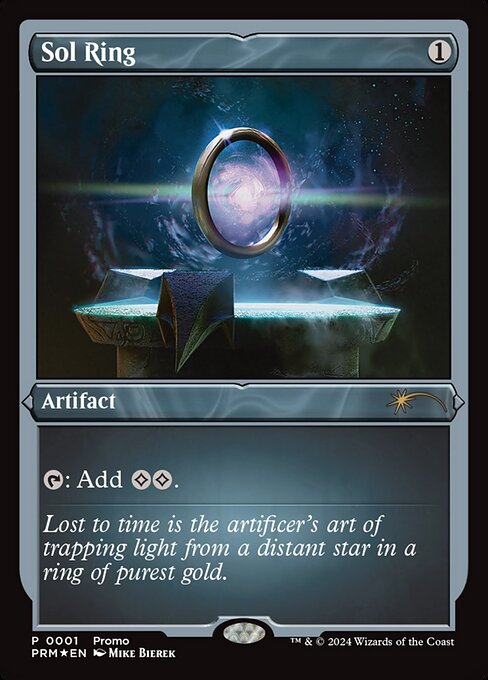 Sol Ring 1
Artifact
: Add .
Lost to time is the artificer's art of
trapping light from a distant star in a
ring of purest gold.
P 0001 Promo ™ & © 2024 Wizards of the Coast
PRM★EN Mike Bierek